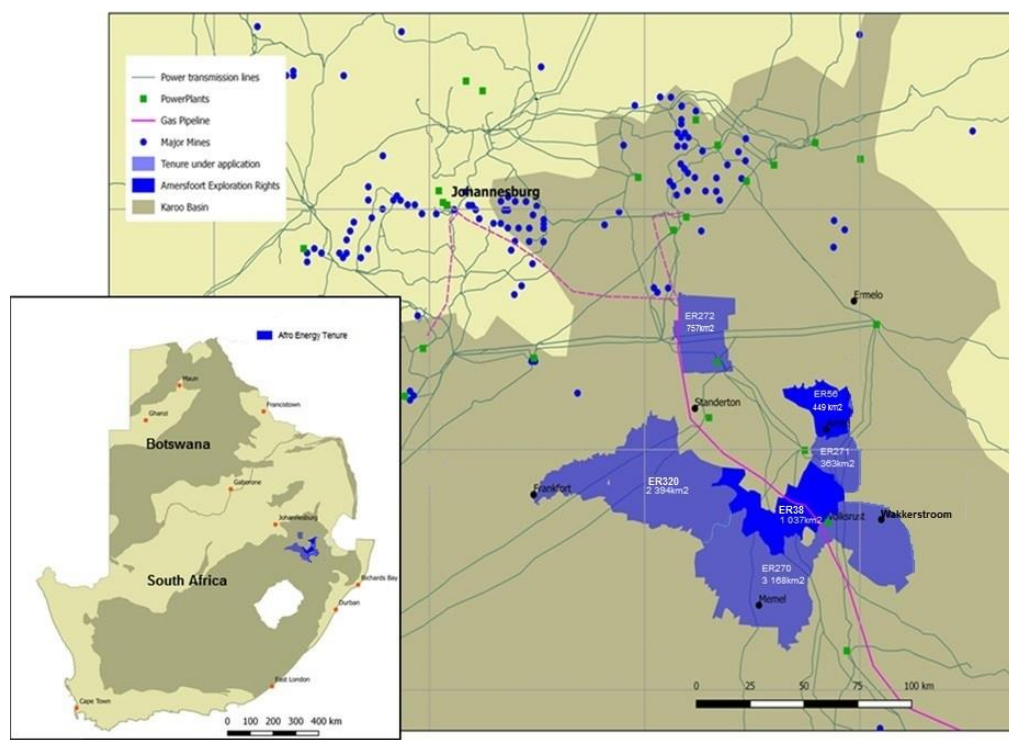 Power transmission lines
PowerPlants
Gas Pipeline
Major Mines
Tenure under application
Amersfoort Exploration Rights
Karoo Basin
Johannesburg
Ermelo
ER272
757km2
Standerton
ER56
449 km2
ER271
363km2
Frankfort
ER320
2 394km2
ER38
1 037km2
Volksrust
Wakkerstroom
ER270
3 168km2
Memel
0 25 50 75 100 km
Afro Energy Tenure
Maun
Ghanzi
Francistown
Botswana
Gaborone
Johannesburg
South Africa
Richards Bay
Durban
East London
Cape Town
0 100 200 300 400 km